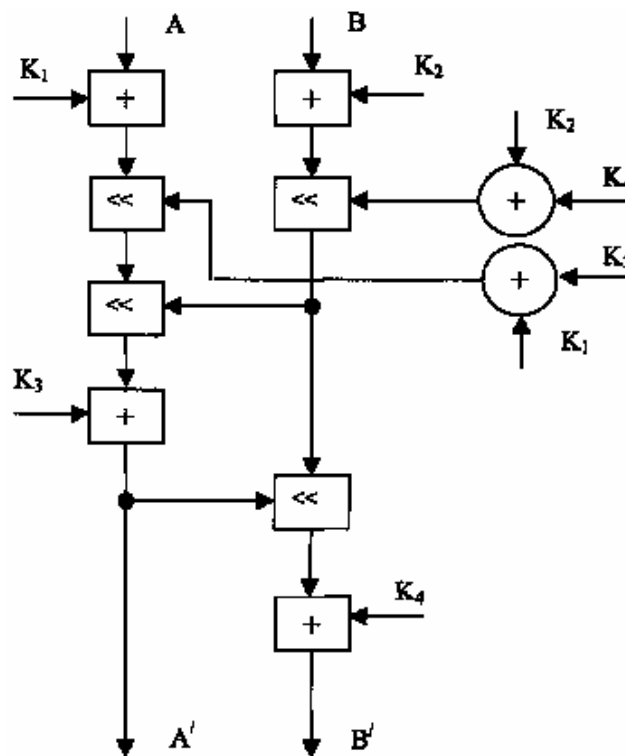 A B
K₁ + + K₂
K₂
<< << + K
+ K
<< K₁
K₃ +
<<
+ K₄
A' B'